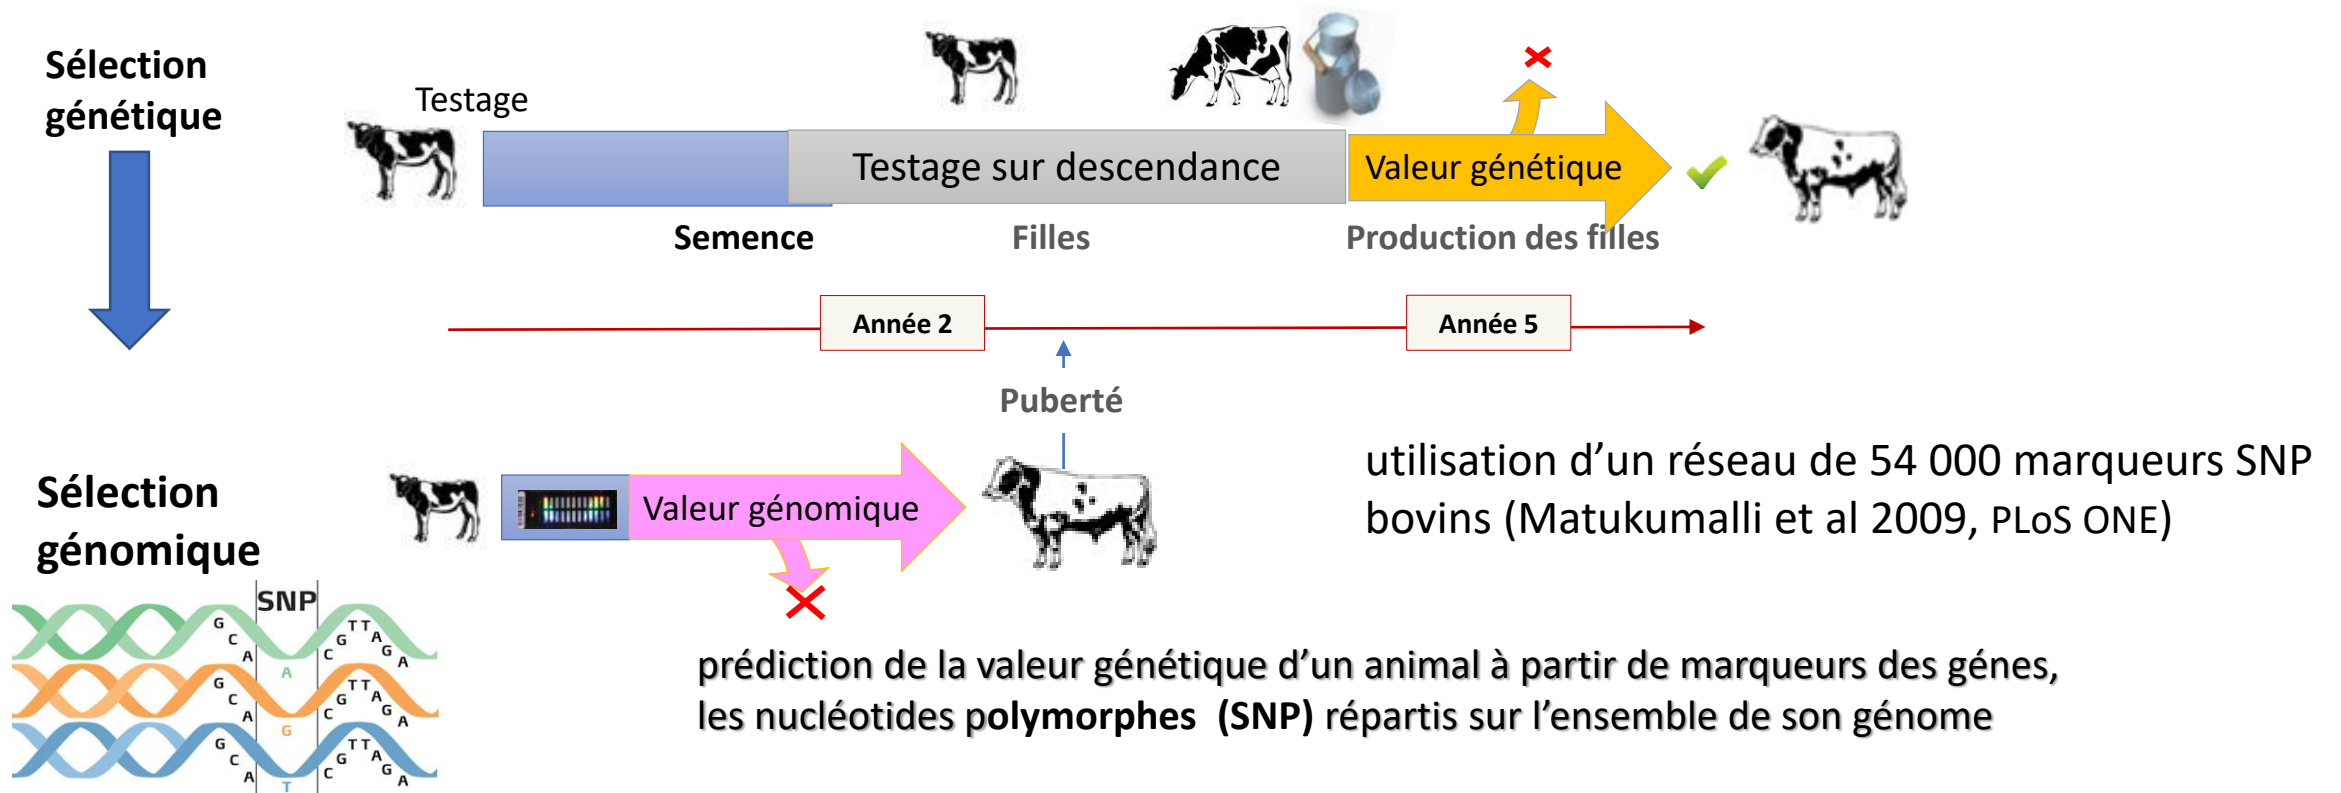 Sélection
génétique
Testage
Testage sur descendance
Valeur génétique
Semence
Filles
Production des filles
Année 2
Année 5
Puberté
Sélection
génomique
Valeur génomique
utilisation d’un réseau de 54 000 marqueurs SNP
bovins (Matukumalli et al 2009, PLoS ONE)
SNP
G C A A C G T T A G A
G C A G C G T T A G A
G C A T C G T T A G A
prédiction de la valeur génétique d’un animal à partir de marqueurs des génes,
les nucléotides polymorphes (SNP) répartis sur l’ensemble de son génome